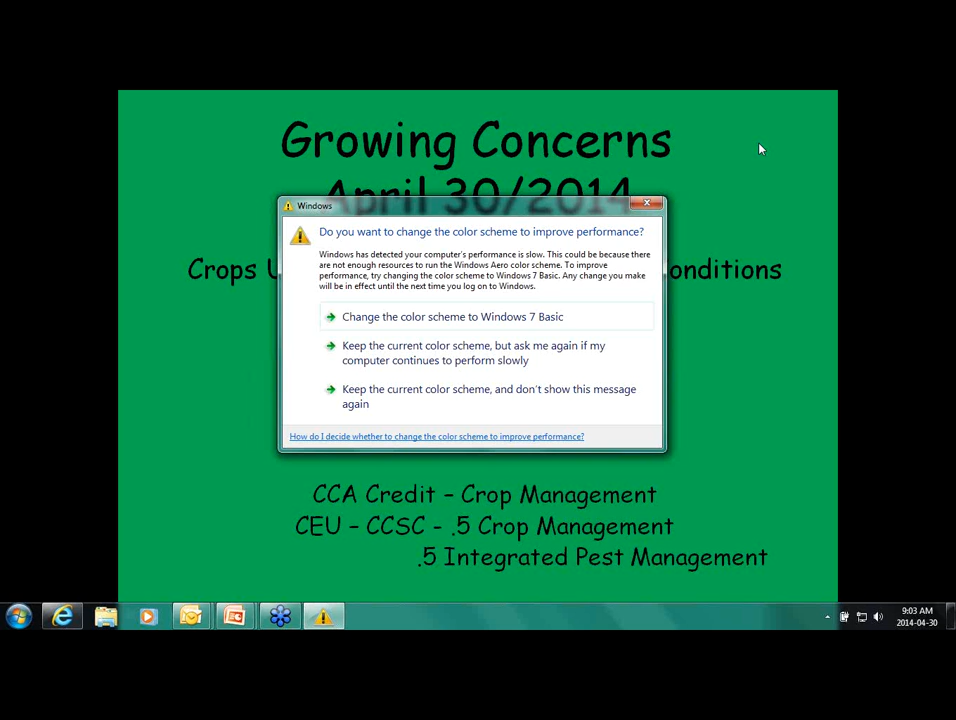 Growing Concerns
April 30/2014
Windows
Do you want to change the color scheme to improve performance?
Windows has detected your computer's performance is slow. This could be because there
are not enough resources to run the Windows Aero color scheme. To improve
performance, try changing the color scheme to Windows 7 Basic. Any change you make
will be in effect until the next time you log on to Windows.
Crops
onditions
Change the color scheme to Windows 7 Basic
Keep the current color scheme, but ask me again if my
computer continues to perform slowly
Keep the current color scheme, and don't show this message
again
How do I decide whether to change the color scheme to improve performance?
CCA Credit – Crop Management
CEU – CCSC - .5 Crop Management
.5 Integrated Pest Management
9:03 AM
2014-04-30